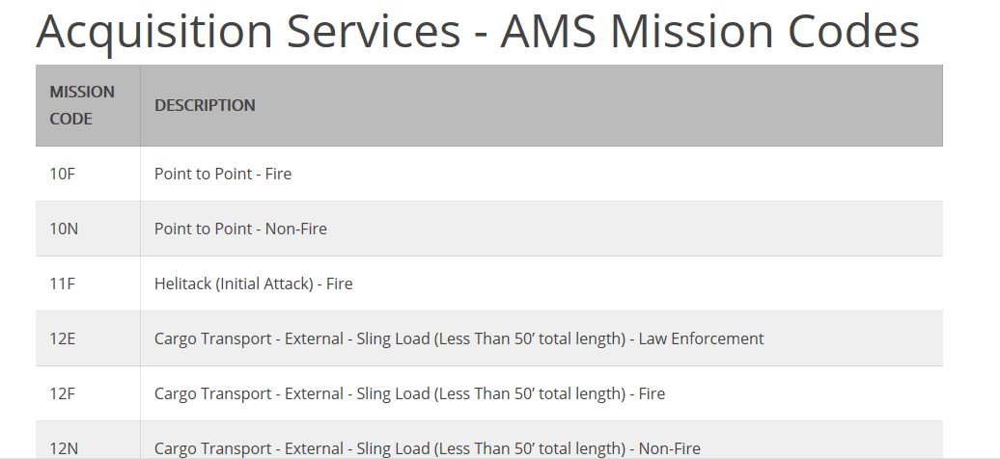 Acquisition Services - AMS Mission Codes
MISSION CODE DESCRIPTION
10F Point to Point - Fire
10N Point to Point - Non-Fire
11F Helitack (Initial Attack) - Fire
12E Cargo Transport - External - Sling Load (Less Than 50’ total length) - Law Enforcement
12F Cargo Transport - External - Sling Load (Less Than 50’ total length) - Fire
12N Cargo Transport - External - Sling Load (Less Than 50’ total length) - Non-Fire